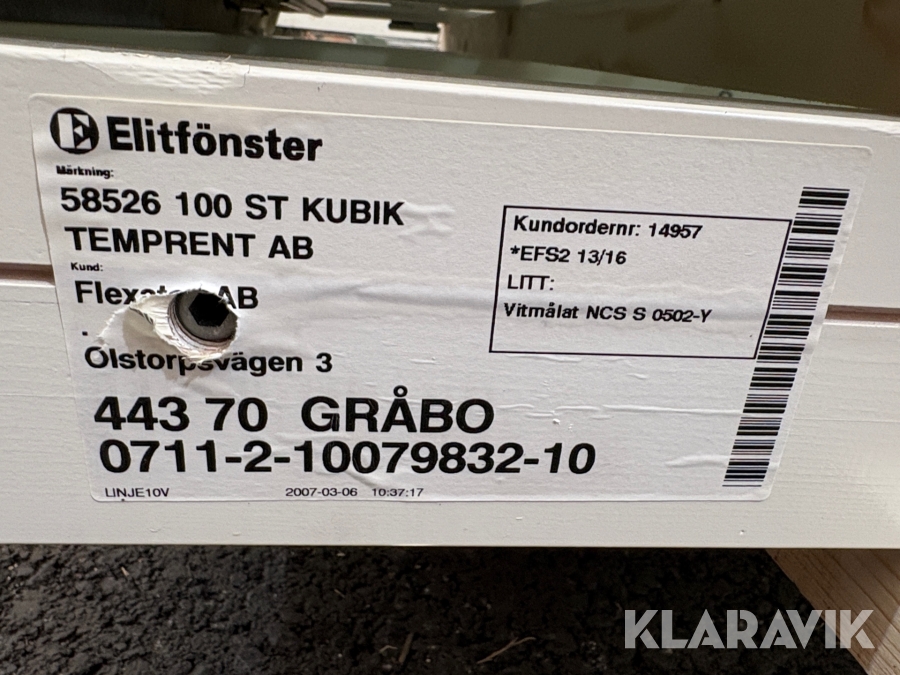 E Elitfönster
Märkning:
58526 100 ST KUBIK
TEMPRENT AB
Kund:
AB
Olstorpsvägen 3
443 70 GRÅBO
0711-2-10079832-10
LINJE10V 2007-03-06 10:37:17
Kundordernr: 14957
*EFS2 13/16
LITT:
Vitmålat NCS S 0502-Y
KLARAVIK